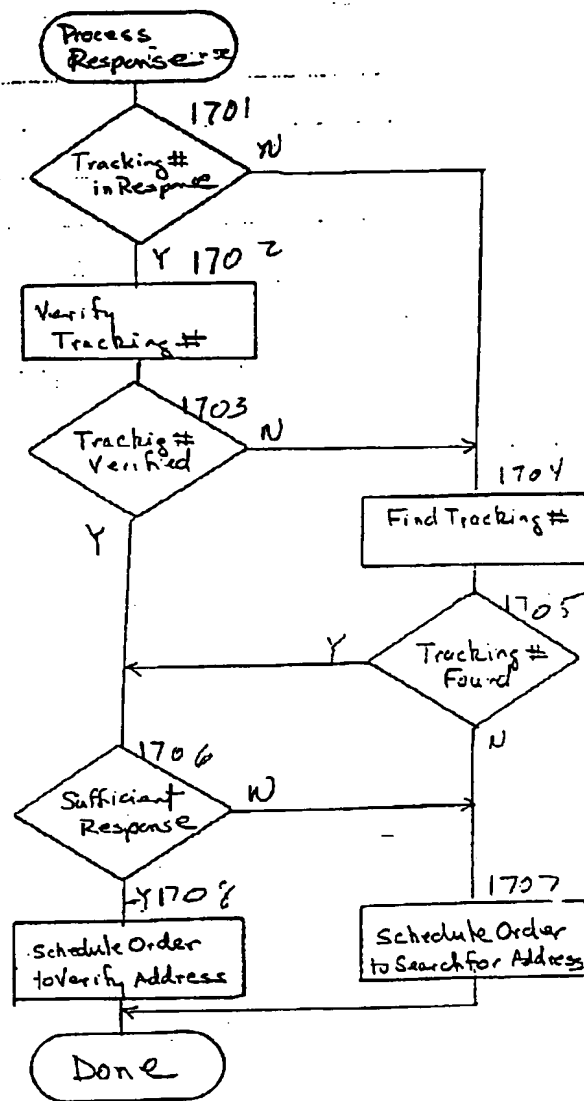 Process
Response
1701
Tracking #
in Response
N
Y 1702
Verify
Tracking #
1703
Trackig #
Verified
N
Y
1704
Find Tracking #
1705
Tracking #
Found
Y
N
1706
Sufficient
Response
N
Y 1708
Schedule Order
to Verify Address
1707
Schedule Order
to Search for Address
Done